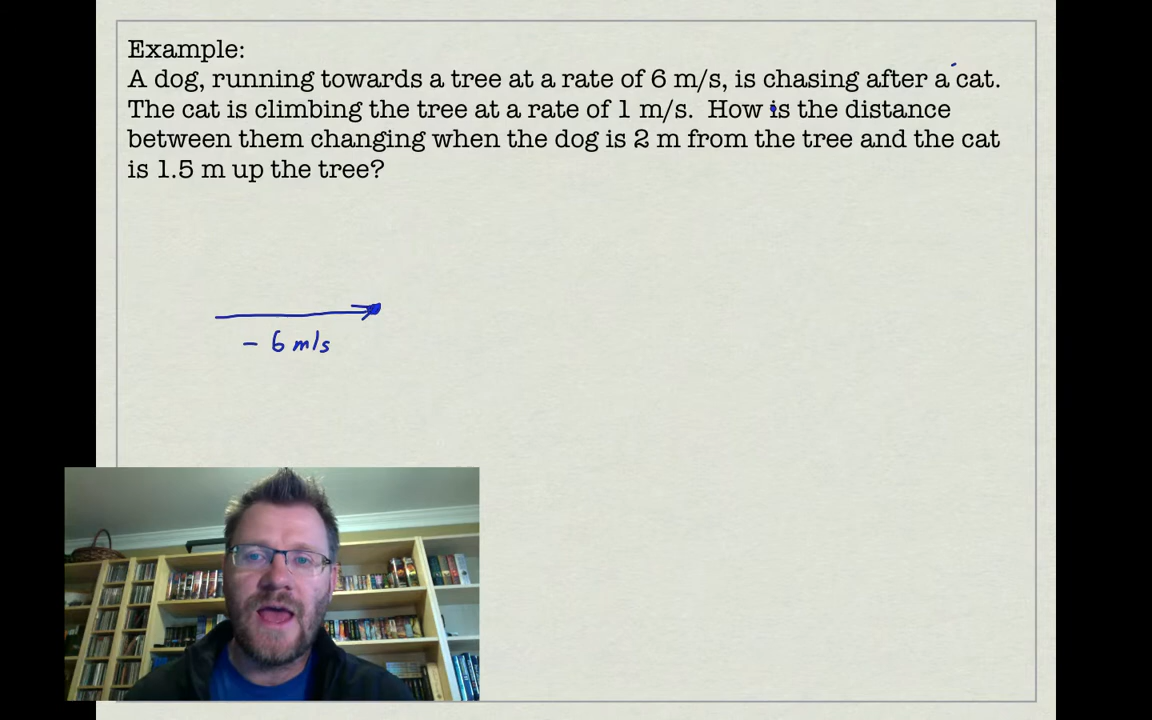 Example:
A dog, running towards a tree at a rate of 6 m/s, is chasing after a cat.
The cat is climbing the tree at a rate of 1 m/s.  How is the distance
between them changing when the dog is 2 m from the tree and the cat
is 1.5 m up the tree?
- 6 m/s